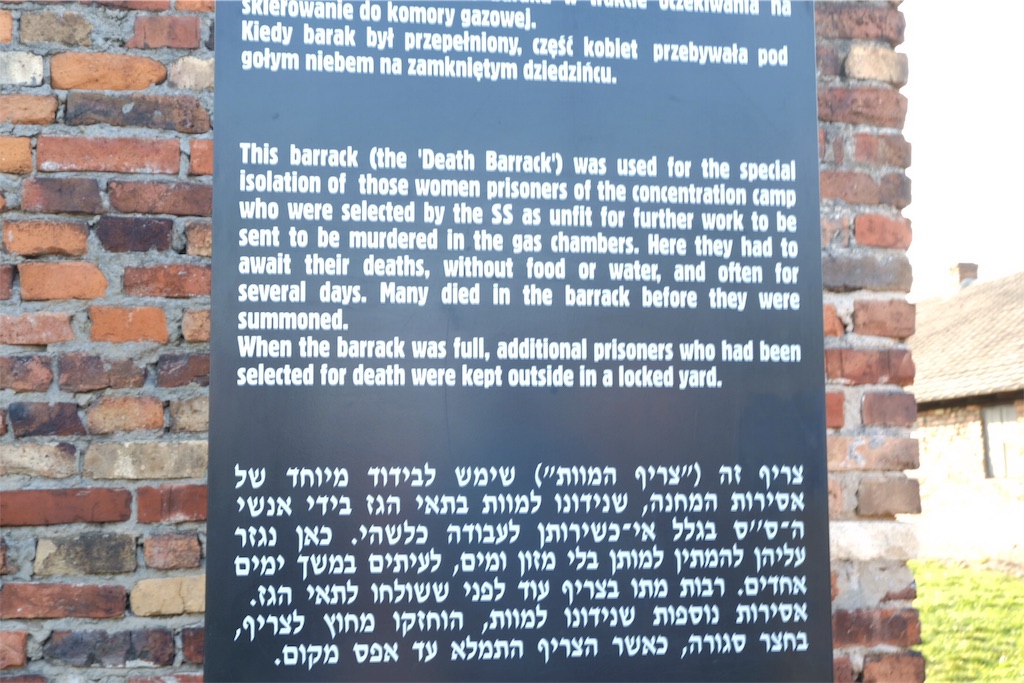 oczekiwania na
skierowanie do komory gazowej.
Kiedy barak był przepełniony, część kobiet przebywała pod
gołym niebem na zamkniętym dziedzińcu.
This barrack (the 'Death Barrack') was used for the special
isolation of those women prisoners of the concentration camp
who were selected by the SS as unfit for further work to be
sent to be murdered in the gas chambers. Here they had to
await their deaths, without food or water, and often for
several days. Many died in the barrack before they were
summoned.
When the barrack was full, additional prisoners who had been
selected for death were kept outside in a locked yard.
צריף זה ("צריף המוות") שימש לבידוד מיוחד של
אסירות המחנה, שנידונו למוות בתאי הגז בידי אנשי
ה-ס"ס בגלל אי-כשירותן לעבודה כלשהי. כאן נגזר
עליהן להמתין למותן בלי מזון ומים, לעיתים במשך ימים
אחדים. רבות מתו בצריף עוד לפני ששולחו לתאי הגז.
אסירות נוספות שנידונו למוות, הוחזקו מחוץ לצריף,
בחצר סגורה, כאשר הצריף התמלא עד אפס מקום.